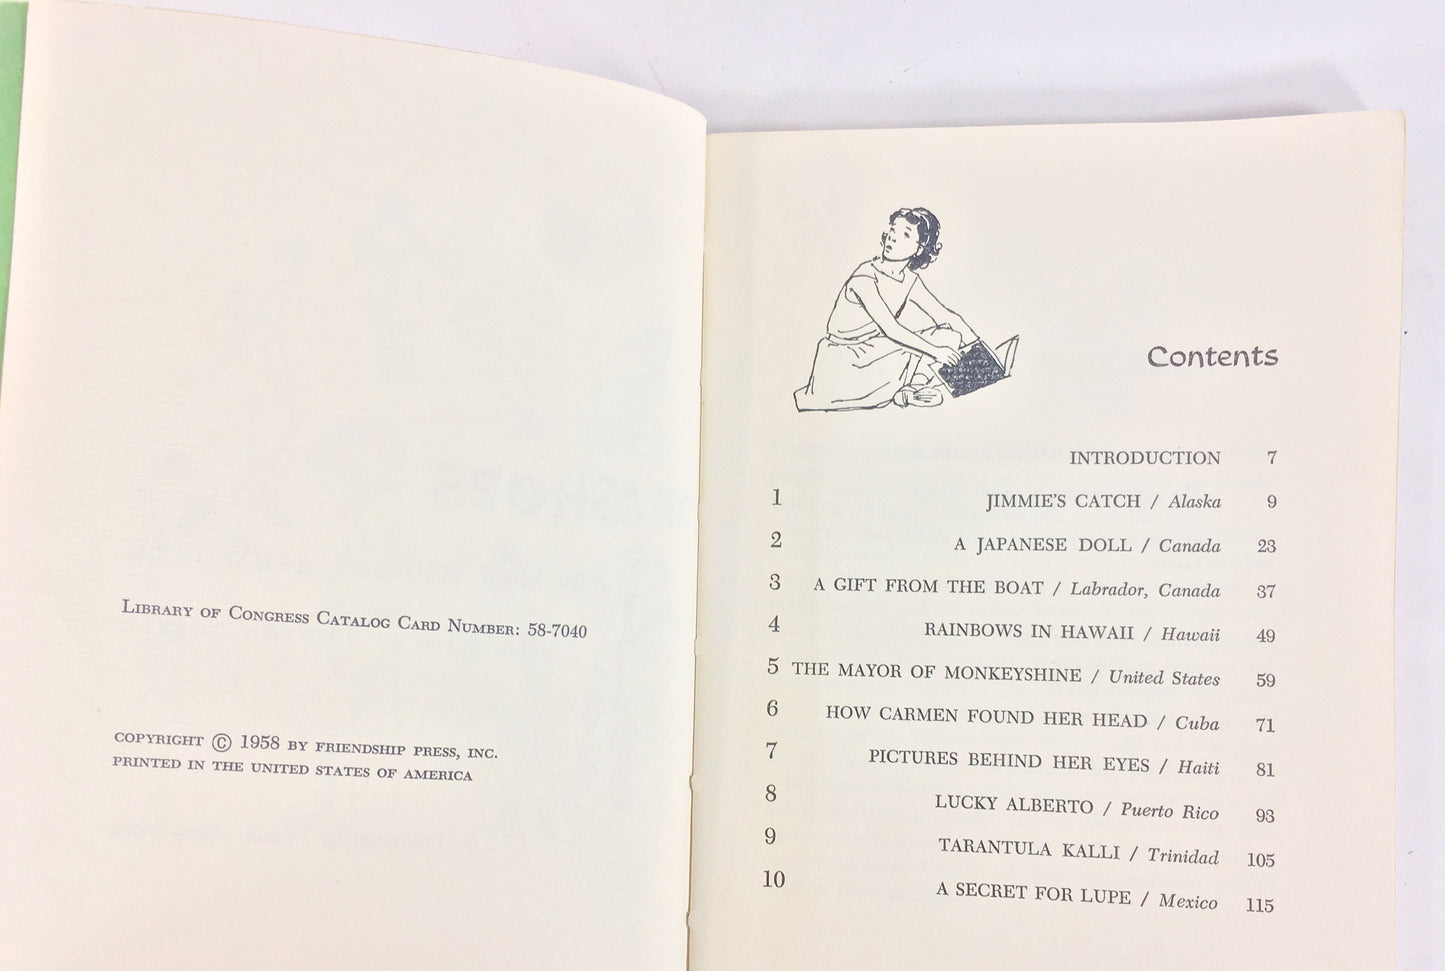 LIBRARY OF CONGRESS CATALOG CARD NUMBER: 58-7040
COPYRIGHT © 1958 BY FRIENDSHIP PRESS, INC.
PRINTED IN THE UNITED STATES OF AMERICA
Contents
INTRODUCTION 7
1 JIMMIE'S CATCH / Alaska 9
2 A JAPANESE DOLL / Canada 23
3 A GIFT FROM THE BOAT / Labrador, Canada 37
4 RAINBOWS IN HAWAII / Hawaii 49
5 THE MAYOR OF MONKEYSHINE / United States 59
6 HOW CARMEN FOUND HER HEAD / Cuba 71
7 PICTURES BEHIND HER EYES / Haiti 81
8 LUCKY ALBERTO / Puerto Rico 93
9 TARANTULA KALLI / Trinidad 105
10 A SECRET FOR LUPE / Mexico 115